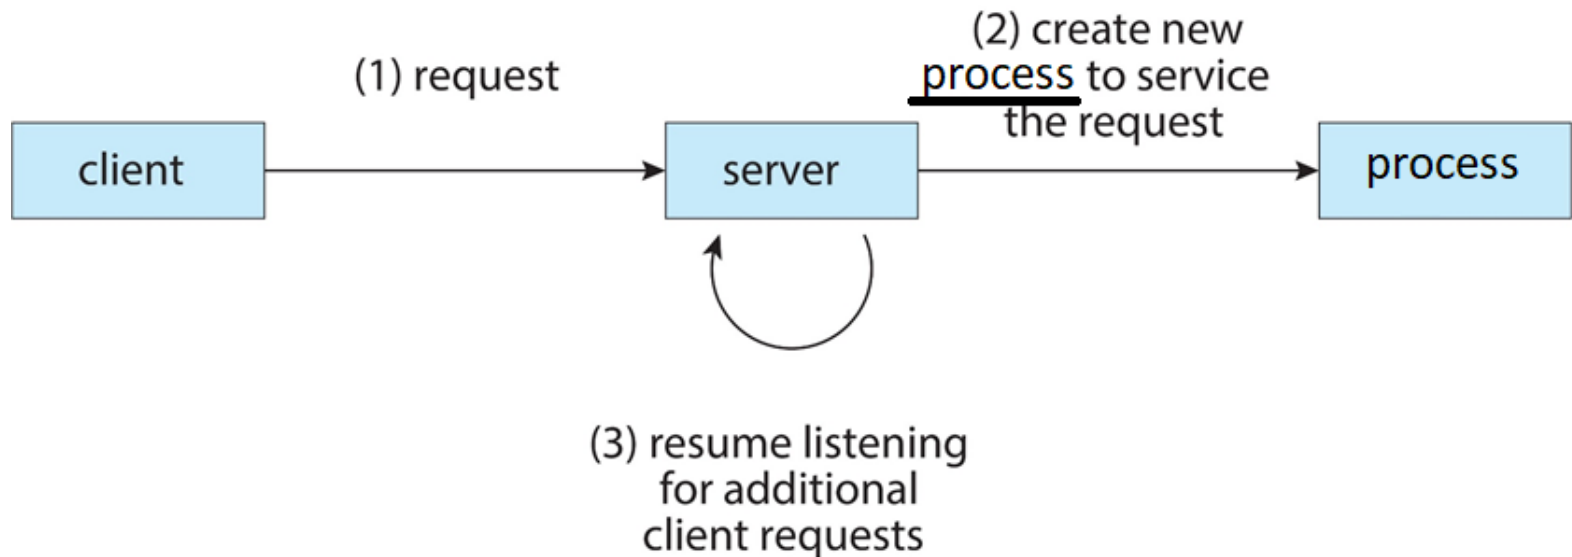 (1) request
(2) create new
process to service
the request
client
server
process
(3) resume listening
for additional
client requests